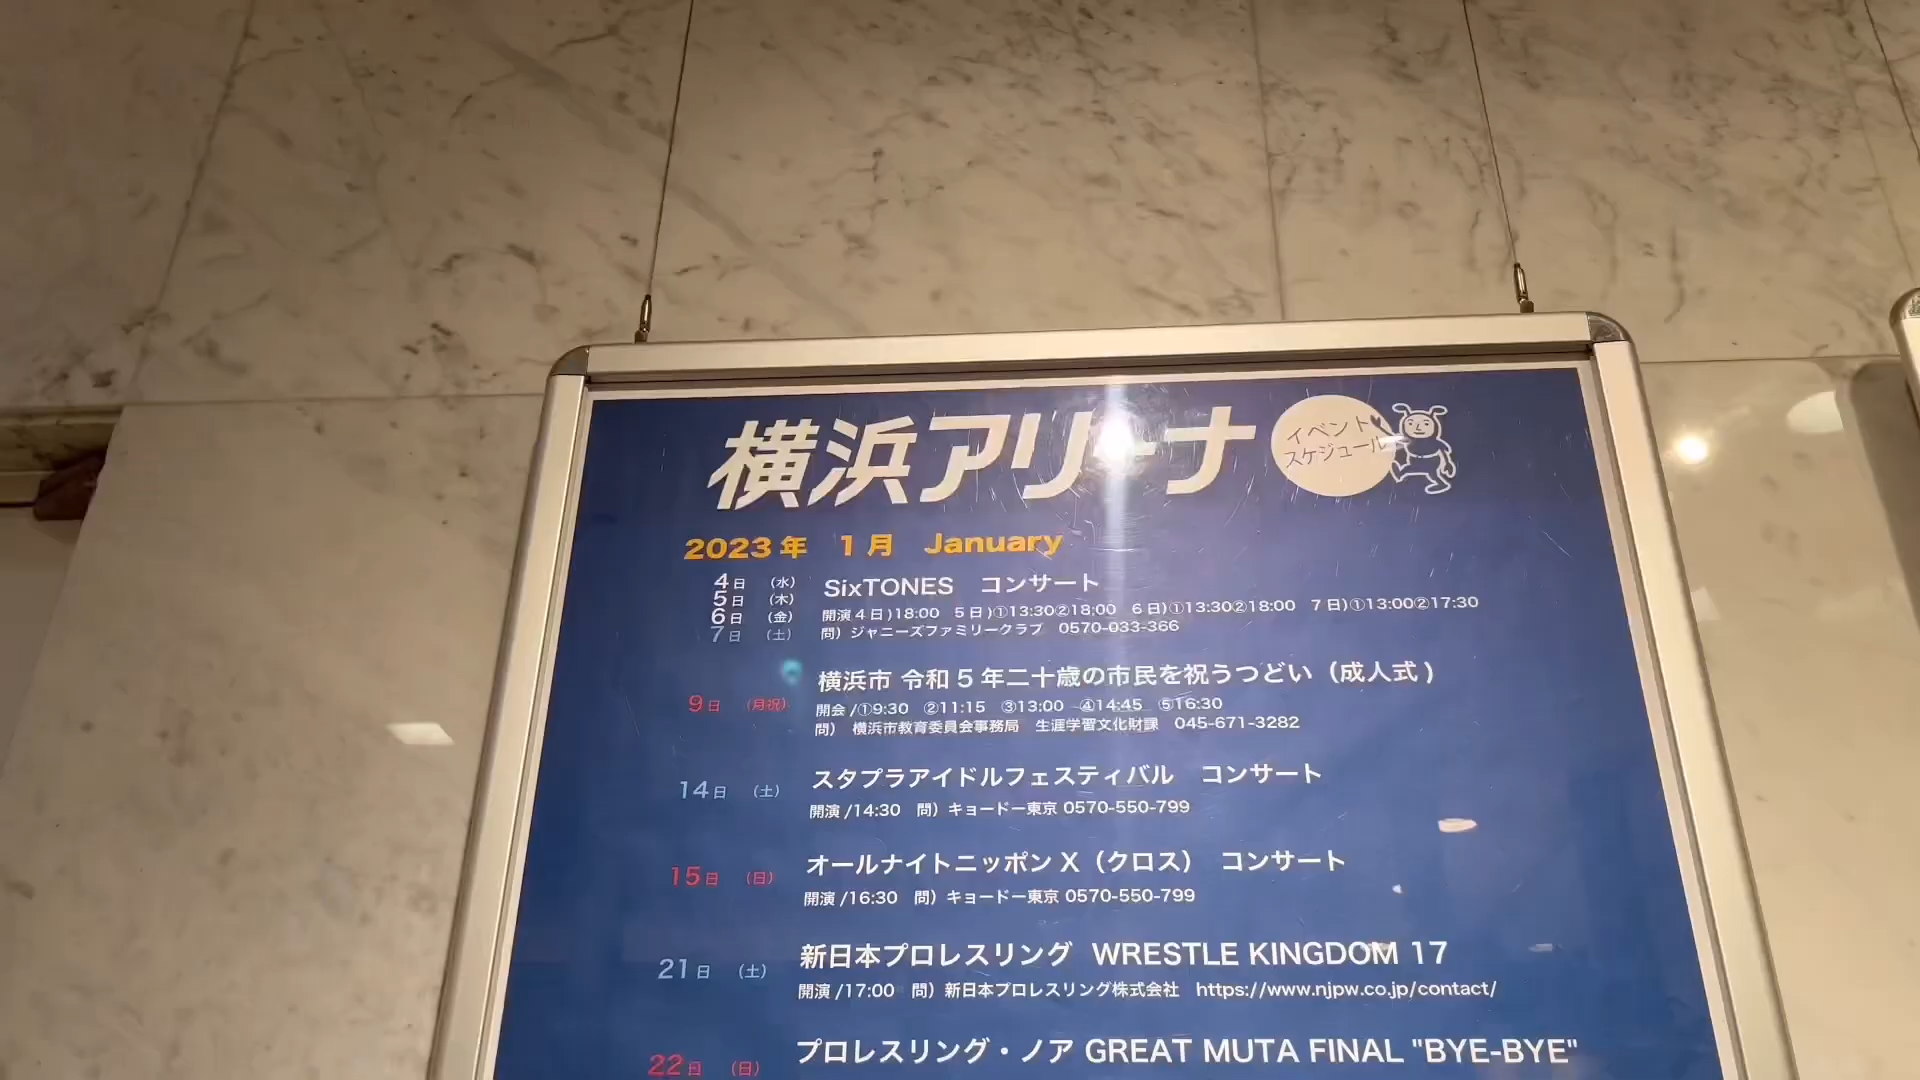 横浜アリーナ
イベント
スケジュール
2023年 1月 January
4日 (水)
5日 (木)
6日 (金)
7日 (土)
SixTONES コンサート
開演4日)18:00 5日)①13:30②18:00 6日)①13:30②18:00 7日)①13:00②17:30
問) ジャニーズファミリークラブ 0570-033-366
9日 (月祝) 横浜市 令和5年二十歳の市民を祝うつどい (成人式)
開会/①9:30 ②11:15 ③13:00 ④14:45 ⑤16:30
問) 横浜市教育委員会事務局 生涯学習文化財課 045-671-3282
14日 (土) スタプラアイドルフェスティバル コンサート
開演/14:30 問) キョードー東京 0570-550-799
15日 (日) オールナイトニッポンX (クロス) コンサート
開演/16:30 問) キョードー東京 0570-550-799
21日 (土) 新日本プロレスリング WRESTLE KINGDOM 17
開演/17:00 問) 新日本プロレスリング株式会社 https://www.njpw.co.jp/contact/
22日 (日) プロレスリング・ノア GREAT MUTA FINAL "BYE-BYE"